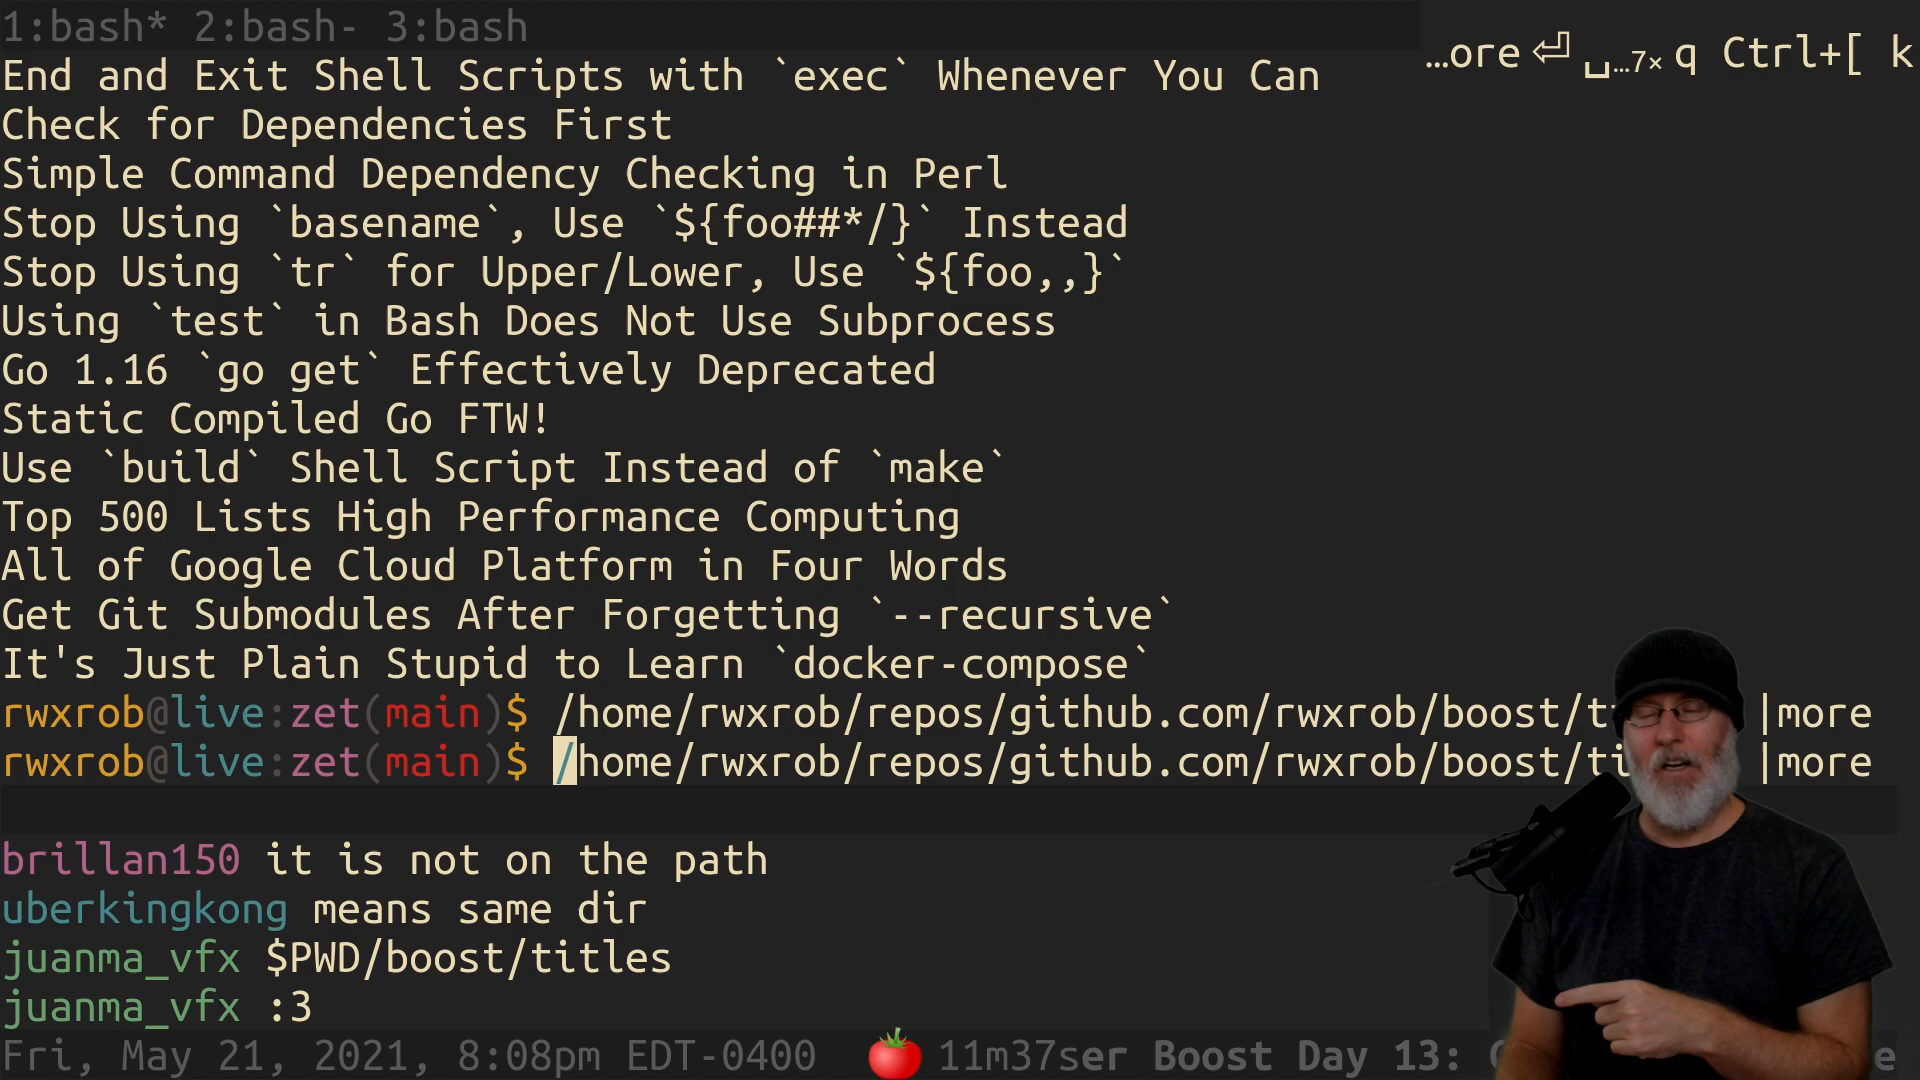 1:bash* 2:bash- 3:bash
…ore⏎ ␣…7× q Ctrl+[ k
End and Exit Shell Scripts with `exec` Whenever You Can
Check for Dependencies First
Simple Command Dependency Checking in Perl
Stop Using `basename`, Use `${foo##*/}` Instead
Stop Using `tr` for Upper/Lower, Use `${foo,,}`
Using `test` in Bash Does Not Use Subprocess
Go 1.16 `go get` Effectively Deprecated
Static Compiled Go FTW!
Use `build` Shell Script Instead of `make`
Top 500 Lists High Performance Computing
All of Google Cloud Platform in Four Words
Get Git Submodules After Forgetting `--recursive`
It's Just Plain Stupid to Learn `docker-compose`
rwxrob@live:zet(main)$ /home/rwxrob/repos/github.com/rwxrob/boost/ti |more
rwxrob@live:zet(main)$ /home/rwxrob/repos/github.com/rwxrob/boost/ti |more
brillan150 it is not on the path
uberkingkong means same dir
juanma_vfx $PWD/boost/titles
juanma_vfx :3
Fri, May 21, 2021, 8:08pm EDT-0400 🍅 11m37ser Boost Day 13: